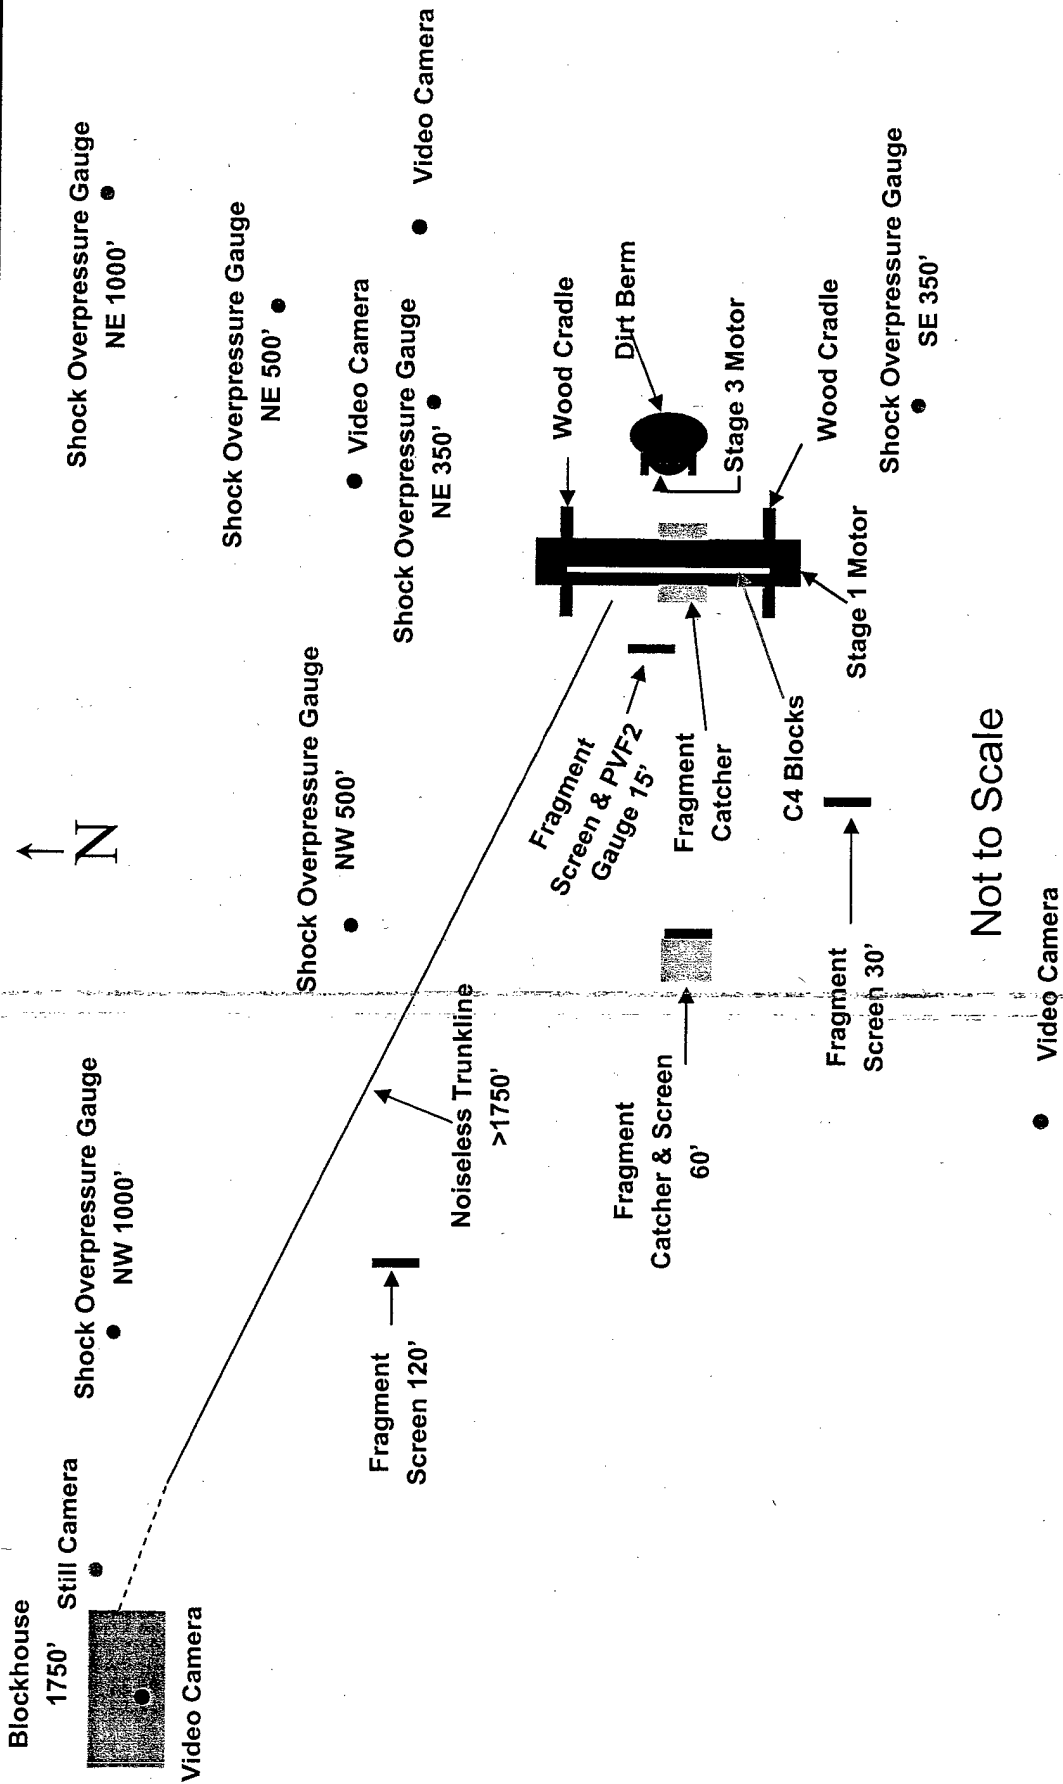 Blockhouse
1750'
Still Camera
Video Camera
Shock Overpressure Gauge
NW 1000'
N
Shock Overpressure Gauge
NE 1000'
Shock Overpressure Gauge
NW 500'
Shock Overpressure Gauge
NE 500'
Video Camera
Video Camera
Shock Overpressure Gauge
NE 350'
Fragment
Screen 120'
Noiseless Trunkline
>1750'
Fragment
Screen & PVF2
Gauge 15'
Wood Cradle
Dirt Berm
Stage 3 Motor
Fragment
Catcher & Screen
60'
Fragment
Catcher
C4 Blocks
Stage 1 Motor
Wood Cradle
Fragment
Screen 30'
Shock Overpressure Gauge
SE 350'
Not to Scale
Video Camera